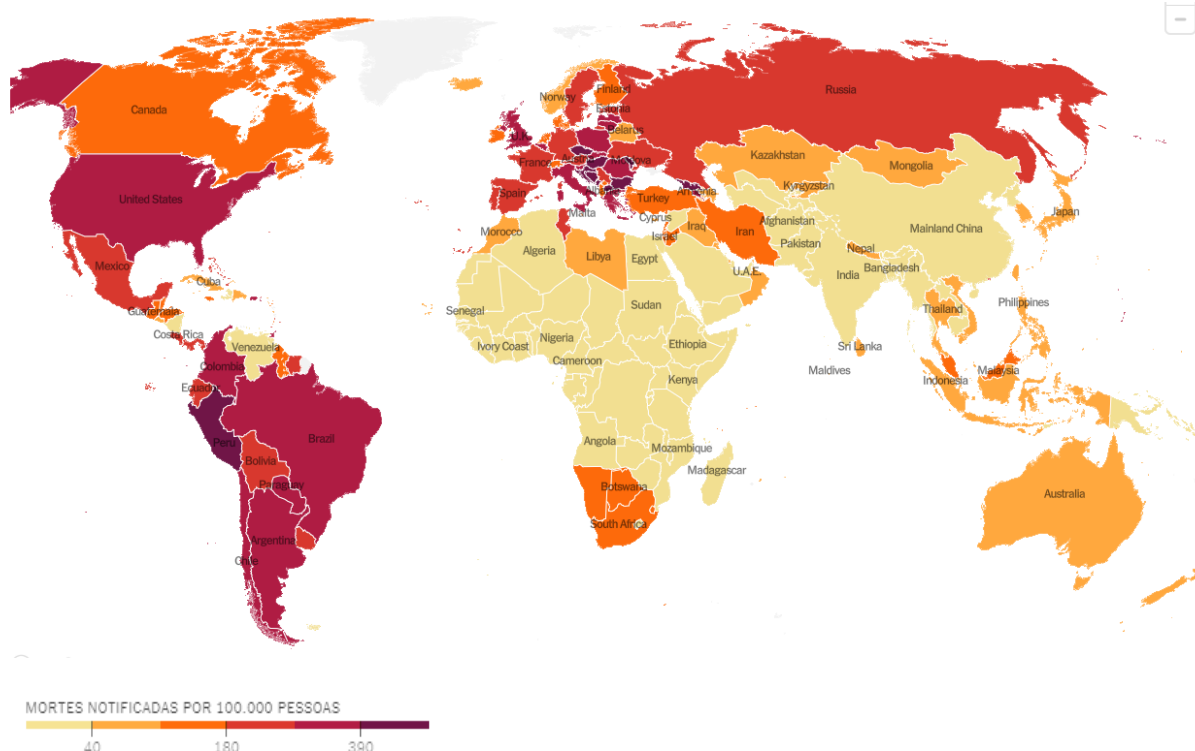 Canada
Norway
Finland
Russia
Estonia
U.K.
Belarus
France
Austria
Moldova
Kazakhstan
Mongolia
United States
Spain
Albania
Turkey
Armenia
Kyrgyzstan
Japan
Malta
Cyprus
Afghanistan
Mainland China
Morocco
Israel
Iraq
Iran
Pakistan
Algeria
Libya
Egypt
Nepal
Mexico
U.A.E.
India
Bangladesh
Cuba
Guatemala
Senegal
Sudan
Thailand
Philippines
Costa Rica
Venezuela
Ivory Coast
Nigeria
Ethiopia
Sri Lanka
Colombia
Cameroon
Maldives
Malaysia
Ecuador
Kenya
Indonesia
Peru
Brazil
Angola
Mozambique
Bolivia
Madagascar
Paraguay
Botswana
Australia
South Africa
Argentina
Chile
MORTES NOTIFICADAS POR 100.000 PESSOAS
40 180 390